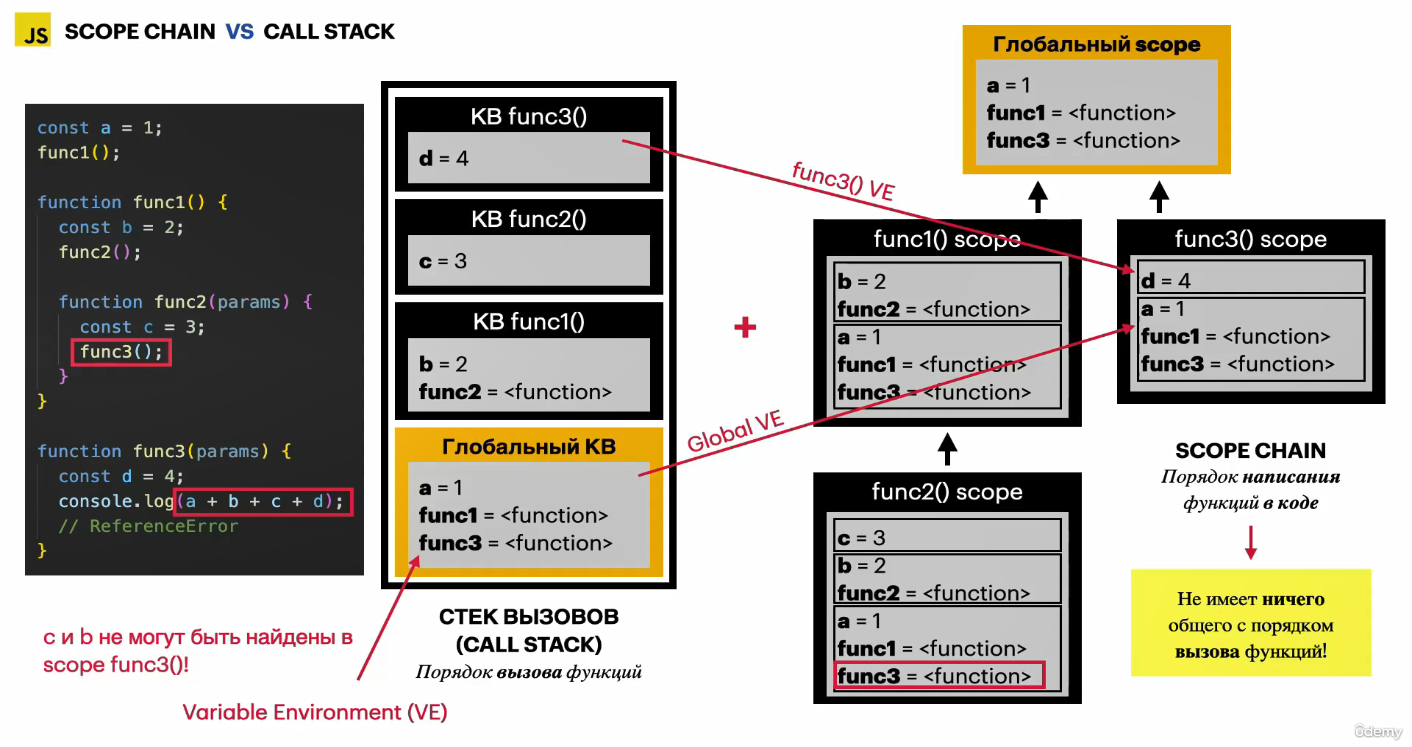 JS
SCOPE CHAIN VS CALL STACK
const a = 1;
func1();
function func1() {
const b = 2;
func2();
function func2(params) {
const c = 3;
func3();
}
}
function func3(params) {
const d = 4;
console.log(a + b + c + d);
// ReferenceError
}
с и b не могут быть найдены в
scope func3()!
Variable Environment (VE)
КВ func3()
d = 4
КВ func2()
c = 3
КВ func1()
b = 2
func2 = <function>
Глобальный КВ
a = 1
func1 = <function>
func3 = <function>
СТЕК ВЫЗОВОВ
(CALL STACK)
Порядок вызова функций
func3() VE
+
Global VE
Глобальный scope
a = 1
func1 = <function>
func3 = <function>
func1() scope
b = 2
func2 = <function>
a = 1
func1 = <function>
func3 = <function>
func2() scope
c = 3
b = 2
func2 = <function>
a = 1
func1 = <function>
func3 = <function>
func3() scope
d = 4
a = 1
func1 = <function>
func3 = <function>
SCOPE CHAIN
Порядок написания
функций в коде
Не имеет ничего
общего с порядком
вызова функций!
ûdemy